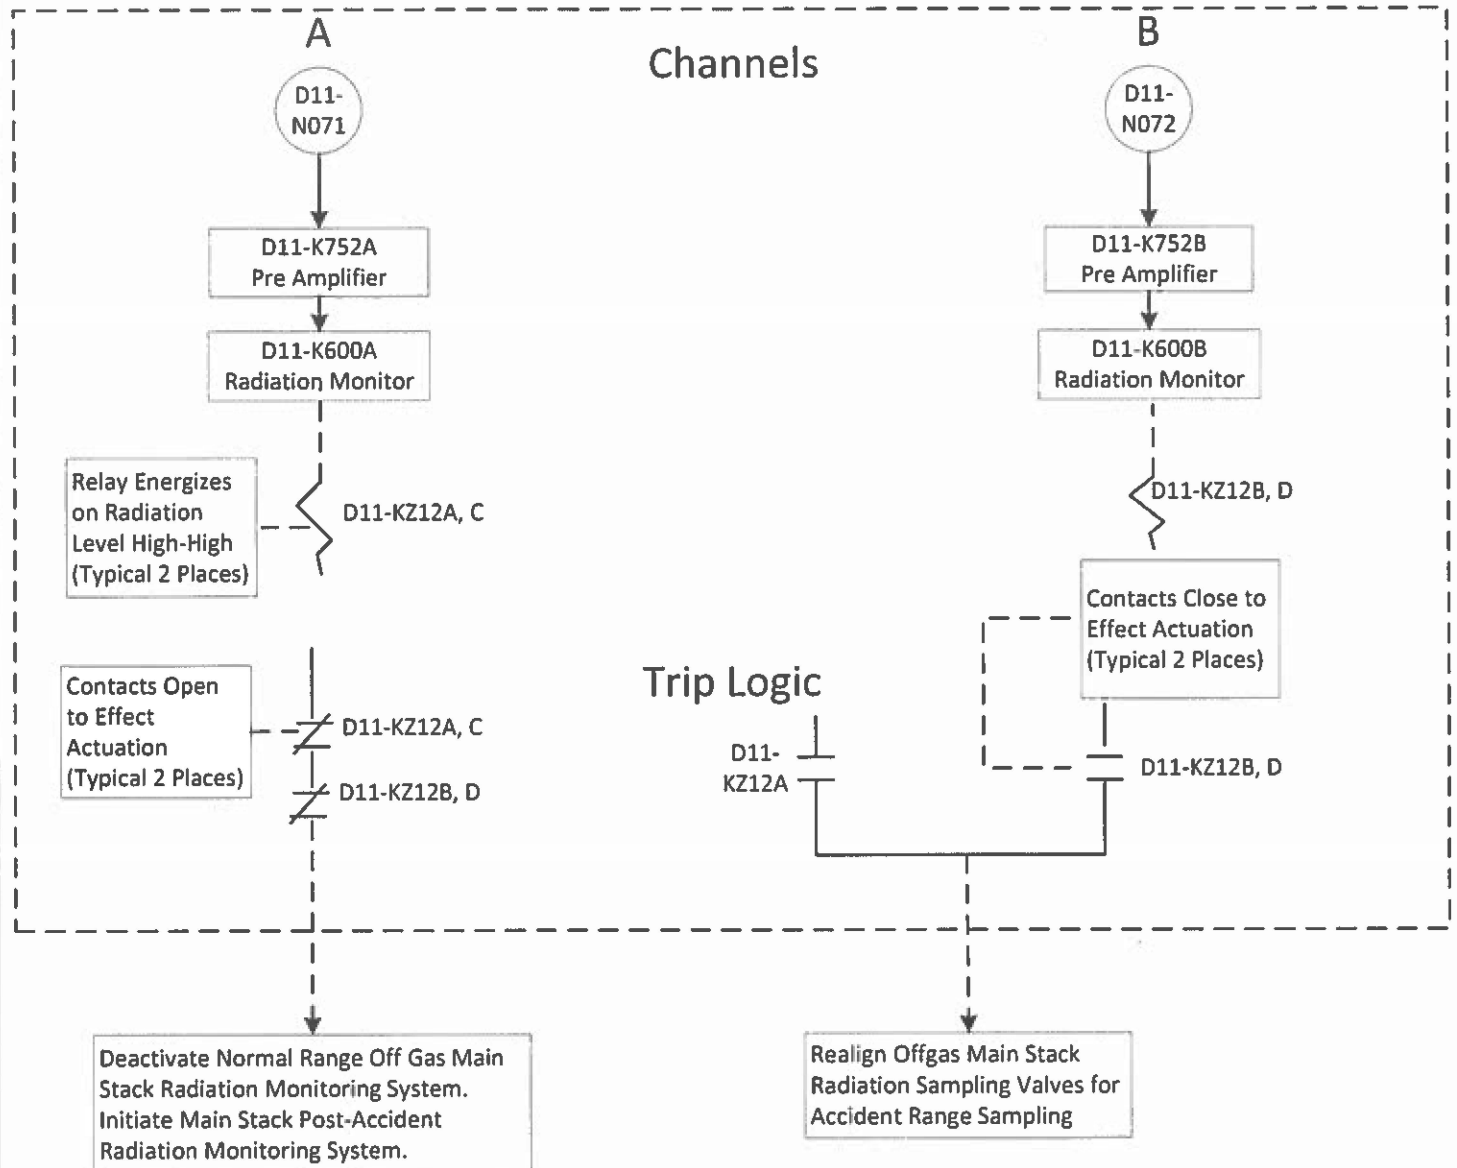 A
B
Channels
D11-
N071
D11-
N072
D11-K752A
Pre Amplifier
D11-K752B
Pre Amplifier
D11-K600A
Radiation Monitor
D11-K600B
Radiation Monitor
Relay Energizes
on Radiation
Level High-High
(Typical 2 Places)
D11-KZ12A, C
D11-KZ12B, D
Contacts Close to
Effect Actuation
(Typical 2 Places)
Trip Logic
Contacts Open
to Effect
Actuation
(Typical 2 Places)
D11-KZ12A, C
D11-KZ12B, D
D11-
KZ12A
D11-KZ12B, D
Deactivate Normal Range Off Gas Main
Stack Radiation Monitoring System.
Initiate Main Stack Post-Accident
Radiation Monitoring System.
Realign Offgas Main Stack
Radiation Sampling Valves for
Accident Range Sampling